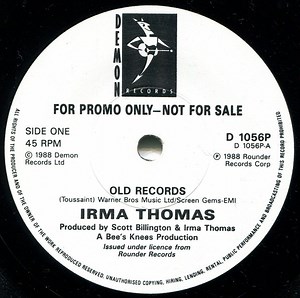 DEMON
RECORDS
FOR PROMO ONLY—NOT FOR SALE
SIDE ONE
45 RPM
D 1056P
D 1056P-A
© 1988 Demon
Records Ltd
℗ 1988 Rounder
Records Corp
OLD RECORDS
(Toussaint) Warner Bros Music Ltd/Screen Gems-EMI
IRMA THOMAS
Produced by Scott Billington & Irma Thomas
A Bee's Knees Production
Issued under licence from
Rounder Records
ALL RIGHTS OF THE PRODUCER AND OF THE OWNER OF THE WORK REPRODUCED RESERVED. UNAUTHORISED COPYING, HIRING, LENDING, RENTAL, PUBLIC PERFORMANCE AND BROADCASTING OF THIS RECORD PROHIBITED